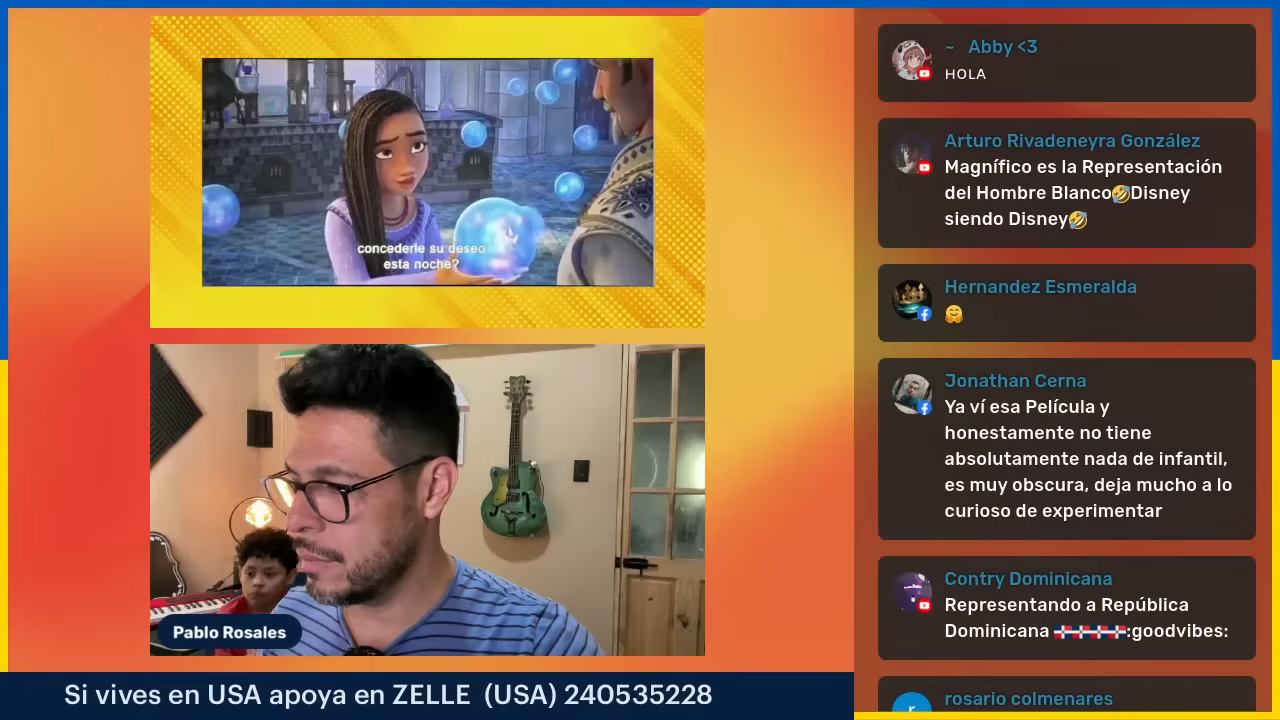 concederle su deseo
esta noche?
Pablo Rosales
Si vives en USA apoya en ZELLE (USA) 240535228
~ Abby <3
HOLA
Arturo Rivadeneyra González
Magnífico es la Representación
del Hombre Blanco🤣Disney
siendo Disney🤣
Hernandez Esmeralda
🤗
Jonathan Cerna
Ya ví esa Película y
honestamente no tiene
absolutamente nada de infantil,
es muy obscura, deja mucho a lo
curioso de experimentar
Contry Dominicana
Representando a República
Dominicana 🇩🇴🇩🇴🇩🇴🇩🇴:goodvibes:
rosario colmenares
r